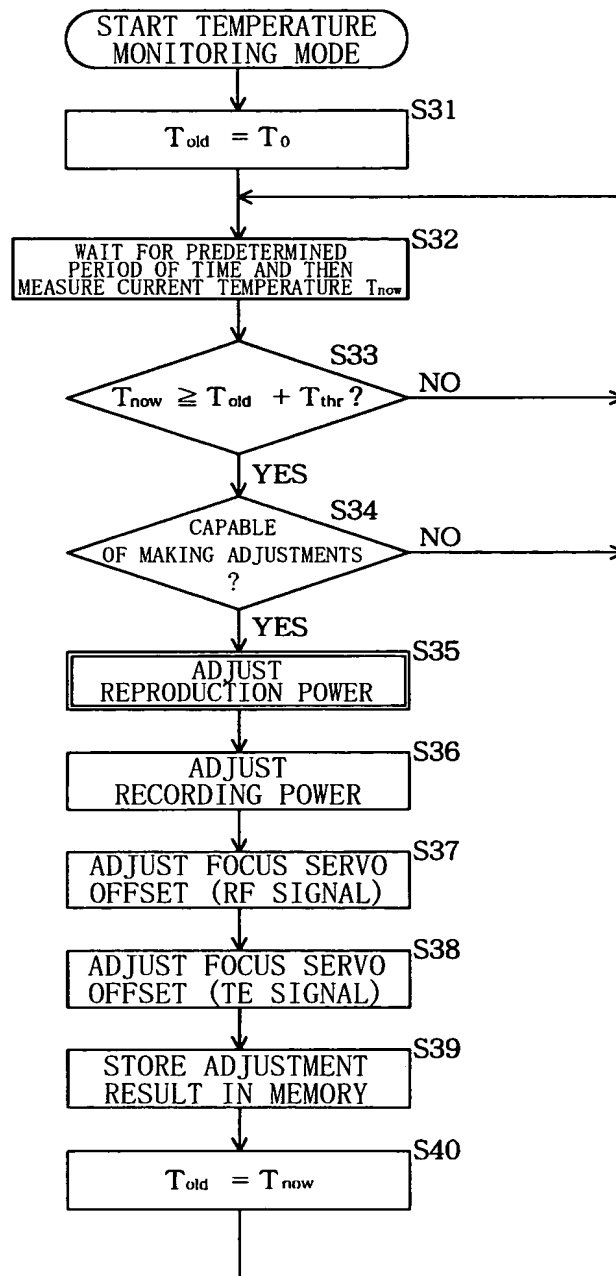 START TEMPERATURE
MONITORING MODE
S31
Told = T0
S32
WAIT FOR PREDETERMINED
PERIOD OF TIME AND THEN
MEASURE CURRENT TEMPERATURE Tnow
S33
Tnow ≧ Told + Tthr?
NO
YES
S34
CAPABLE
OF MAKING ADJUSTMENTS
?
NO
YES
S35
ADJUST
REPRODUCTION POWER
S36
ADJUST
RECORDING POWER
S37
ADJUST FOCUS SERVO
OFFSET (RF SIGNAL)
S38
ADJUST FOCUS SERVO
OFFSET (TE SIGNAL)
S39
STORE ADJUSTMENT
RESULT IN MEMORY
S40
Told = Tnow